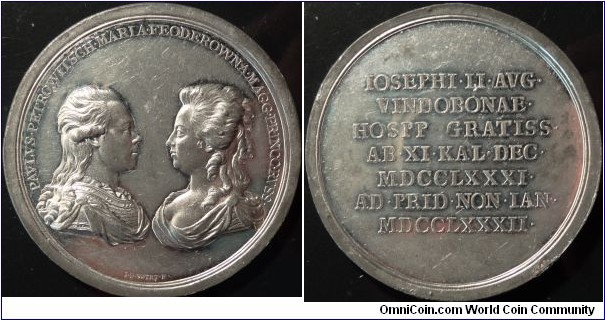 PAVLVS·PETROWITSCH·MARIA·FEODEROWNA·MAG·PRINC·
IOSEPHI·II·AVG·
VINDOBONAE·
HOSPP GRATISS·
AB·XI·KAL·DEC·
MDCCLXXXI·
AD·PRID·NON·IAN·
MDCCLXXXII·
OmniCoin.com World Coin Community